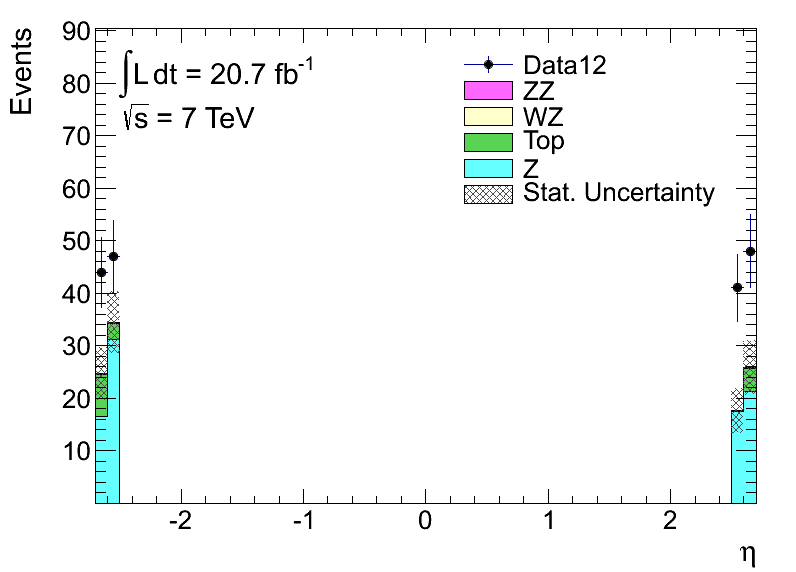 Events
90
80
70
60
50
40
30
20
10
∫L dt = 20.7 fb⁻¹
√s = 7 TeV
Data12
ZZ
WZ
Top
Z
Stat. Uncertainty
-2 -1 0 1 2
η